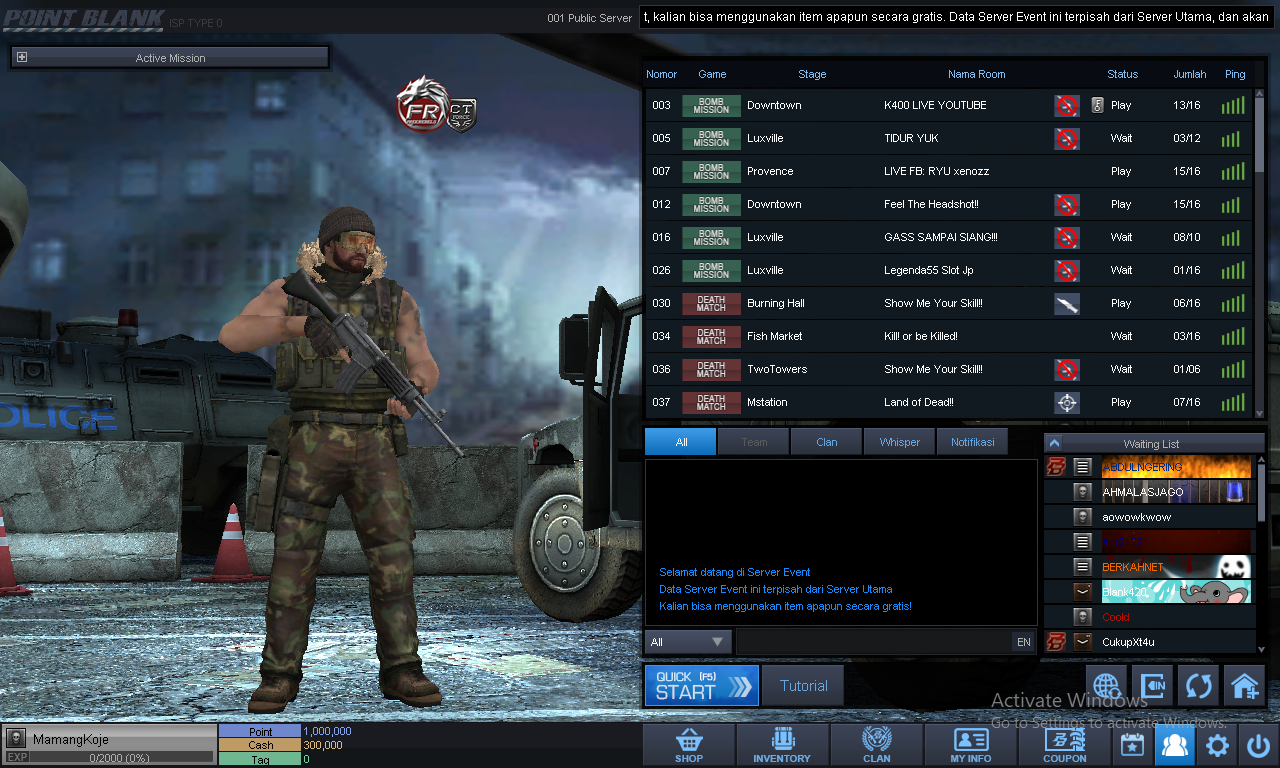 POINT BLANK
ISP TYPE 0
001 Public Server
t, kalian bisa menggunakan item apapun secara gratis. Data Server Event ini terpisah dari Server Utama, dan akan
Active Mission
FR
CT FORCE
POLICE
Nomor Game Stage Nama Room Status Jumlah Ping
003 BOMB MISSION Downtown K400 LIVE YOUTUBE Play 13/16
005 BOMB MISSION Luxville TIDUR YUK Wait 03/12
007 BOMB MISSION Provence LIVE FB: RYU xenozz Play 15/16
012 BOMB MISSION Downtown Feel The Headshot!! Play 15/16
016 BOMB MISSION Luxville GASS SAMPAI SIANG!!! Wait 08/10
026 BOMB MISSION Luxville Legenda55 Slot Jp Wait 01/16
030 DEATH MATCH Burning Hall Show Me Your Skill!! Play 06/16
034 DEATH MATCH Fish Market Kill! or be Killed! Wait 03/16
036 DEATH MATCH TwoTowers Show Me Your Skill!! Wait 01/06
037 DEATH MATCH Mstation Land of Dead!! Play 07/16
All Team Clan Whisper Notifikasi
Selamat datang di Server Event
Data Server Event ini terpisah dari Server Utama
Kalian bisa menggunakan item apapun secara gratis!
All EN
Waiting List
ABDULNGERING
AHMALASJAGO
aowowkwow
BERKAHNET
Blank420
Coold
CukupXt4u
QUICK (F5) START
Tutorial
IN
Activate Windows
Go to Settings to activate Windows.
MamangKoje
EXP 0/2000 (0%)
Point 1,000,000
Cash 300,000
Tag 0
SHOP INVENTORY CLAN MY INFO COUPON